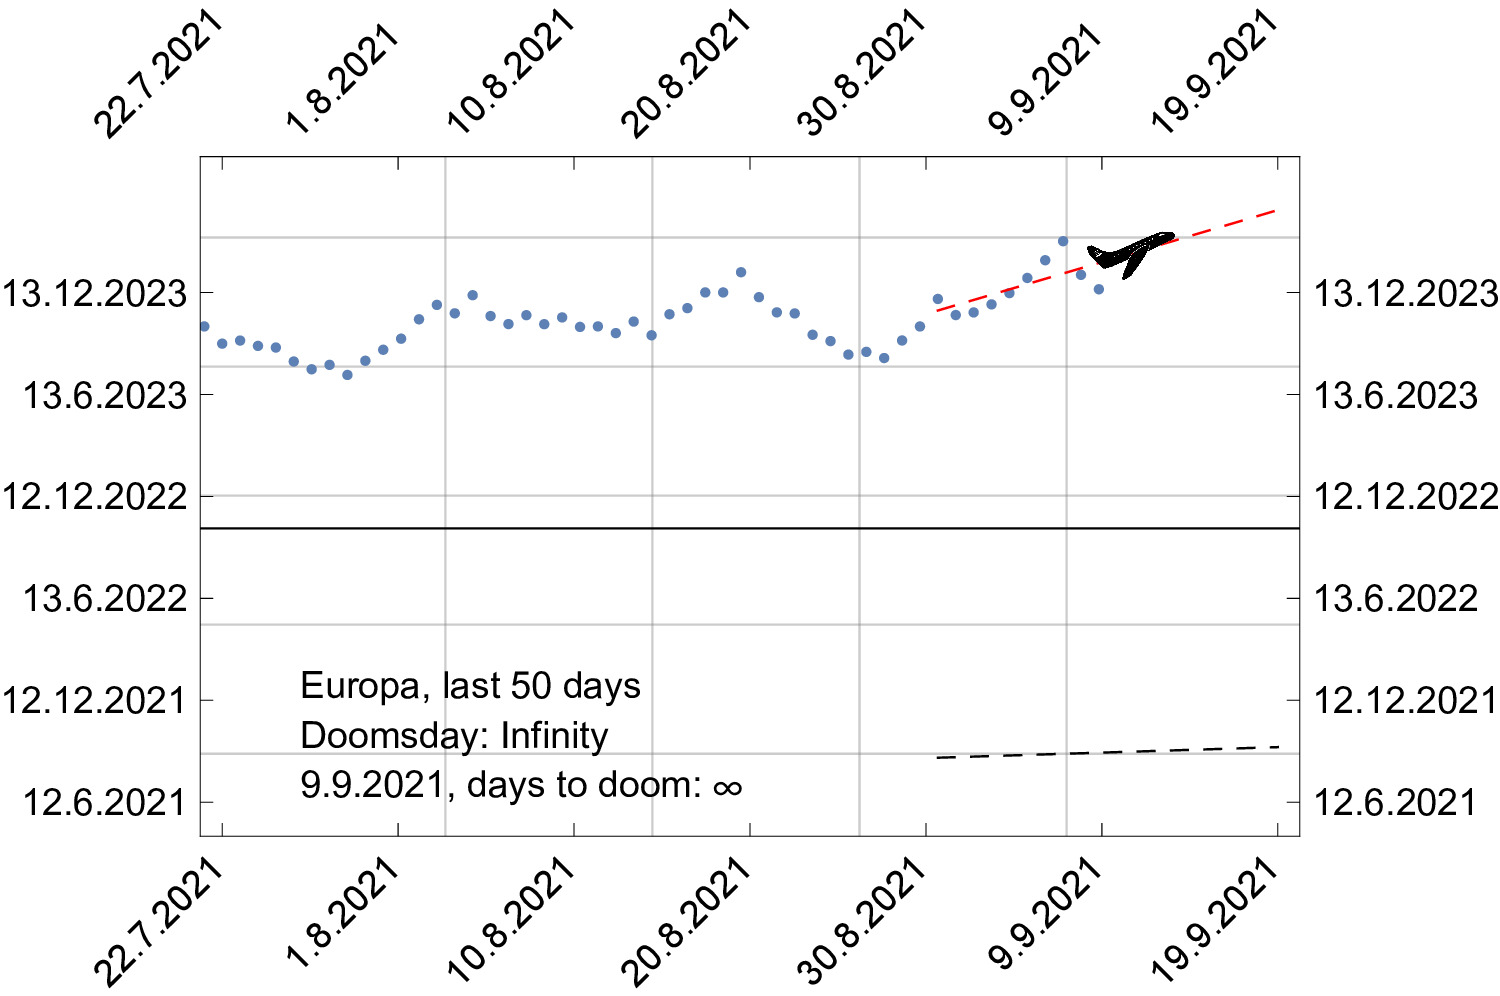 22.7.2021 1.8.2021 10.8.2021 20.8.2021 30.8.2021 9.9.2021 19.9.2021
13.12.2023 13.12.2023
13.6.2023 13.6.2023
12.12.2022 12.12.2022
13.6.2022 13.6.2022
Europa, last 50 days
12.12.2021 12.12.2021
Doomsday: Infinity
9.9.2021, days to doom: ∞
12.6.2021 12.6.2021
22.7.2021 1.8.2021 10.8.2021 20.8.2021 30.8.2021 9.9.2021 19.9.2021